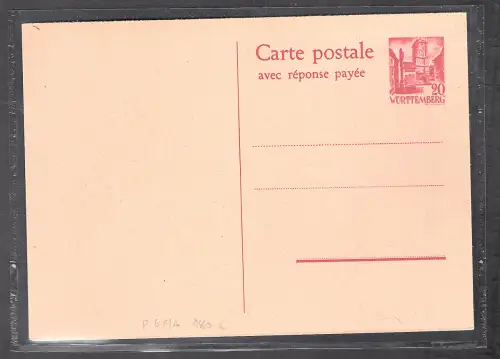 Carte postale
avec réponse payée
20
WÜRTTEMBERG